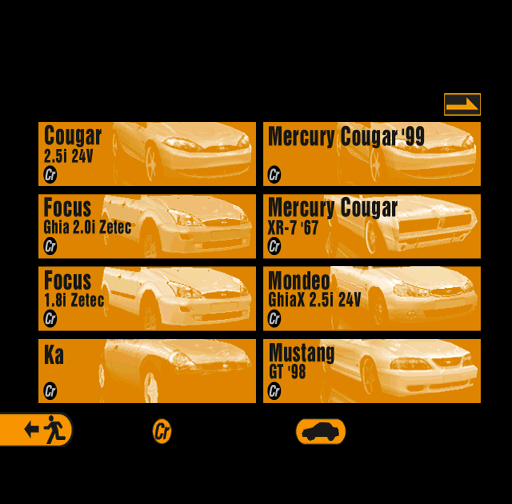 Cougar
2.5i 24V
Cr
Mercury Cougar '99
Cr
Focus
Ghia 2.0i Zetec
Cr
Mercury Cougar
XR-7 '67
Cr
Focus
1.8i Zetec
Cr
Mondeo
GhiaX 2.5i 24V
Cr
Ka
Cr
Mustang
GT '98
Cr
Cr